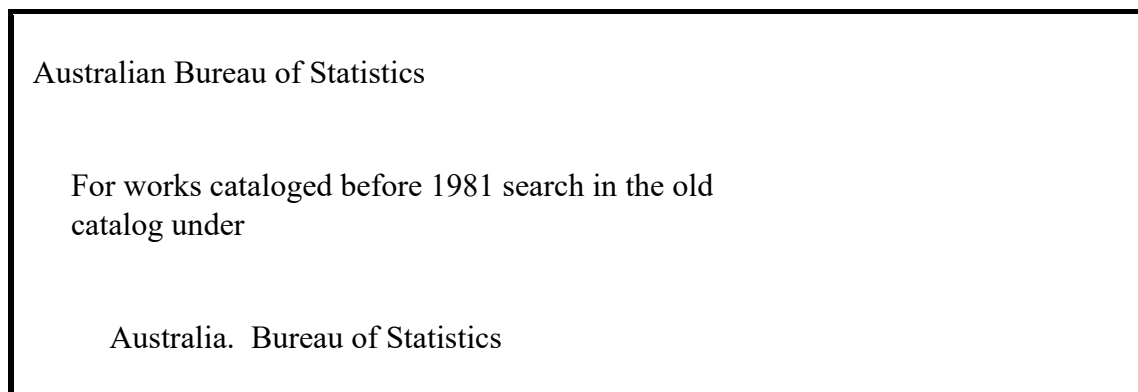 Australian Bureau of Statistics
For works cataloged before 1981 search in the old
catalog under
Australia.  Bureau of Statistics